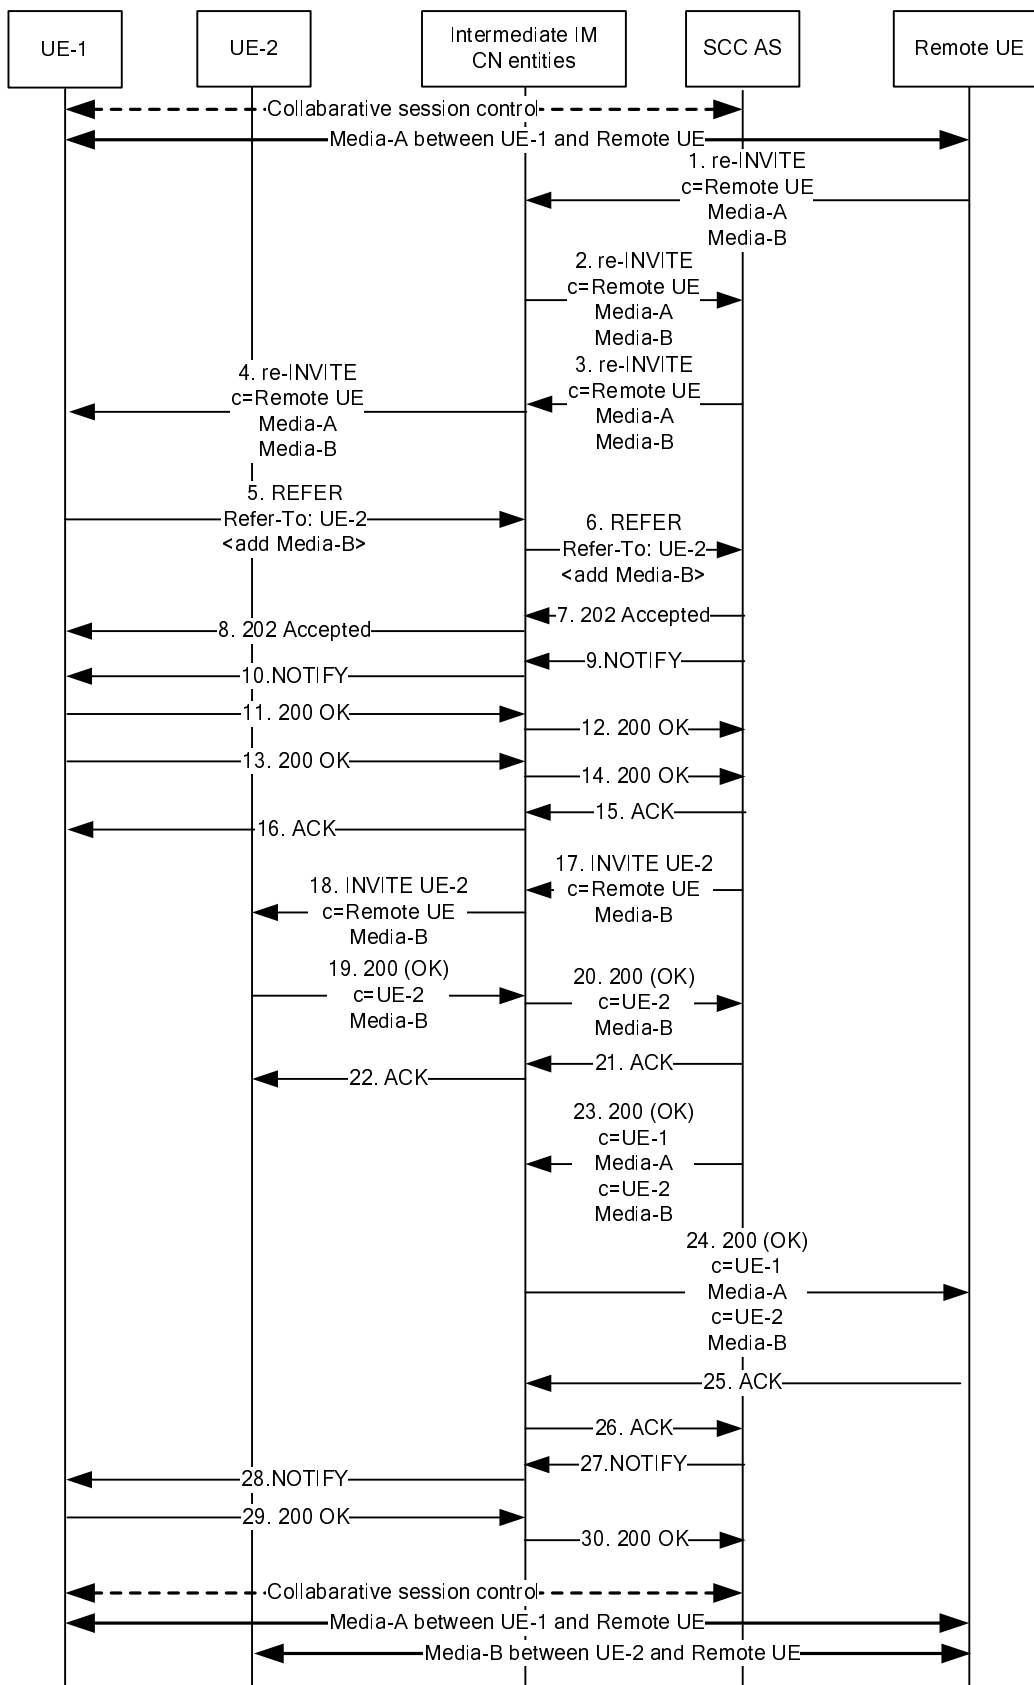 UE-1
UE-2
Intermediate IM
CN entities
SCC AS
Remote UE
Collabarative session control
Media-A between UE-1 and Remote UE
1. re-INVITE
c=Remote UE
Media-A
Media-B
2. re-INVITE
c=Remote UE
Media-A
Media-B
3. re-INVITE
c=Remote UE
Media-A
Media-B
4. re-INVITE
c=Remote UE
Media-A
Media-B
5. REFER
Refer-To: UE-2
<add Media-B>
6. REFER
Refer-To: UE-2
<add Media-B>
7. 202 Accepted
8. 202 Accepted
9.NOTIFY
10.NOTIFY
11. 200 OK
12. 200 OK
13. 200 OK
14. 200 OK
15. ACK
16. ACK
17. INVITE UE-2
c=Remote UE
Media-B
18. INVITE UE-2
c=Remote UE
Media-B
19. 200 (OK)
c=UE-2
Media-B
20. 200 (OK)
c=UE-2
Media-B
21. ACK
22. ACK
23. 200 (OK)
c=UE-1
Media-A
c=UE-2
Media-B
24. 200 (OK)
c=UE-1
Media-A
c=UE-2
Media-B
25. ACK
26. ACK
27.NOTIFY
28.NOTIFY
29. 200 OK
30. 200 OK
Collabarative session control
Media-A between UE-1 and Remote UE
Media-B between UE-2 and Remote UE